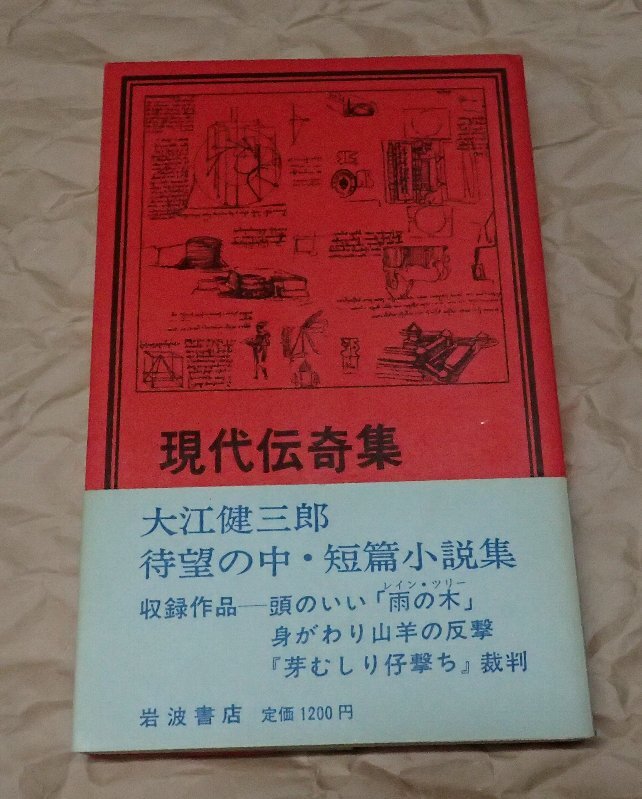 現代伝奇集
大江健三郎
待望の中・短篇小説集
レイン・ツリー
収録作品―頭のいい「雨の木」
身がわり山羊の反撃
『芽むしり仔撃ち』裁判
岩波書店 定価1200円